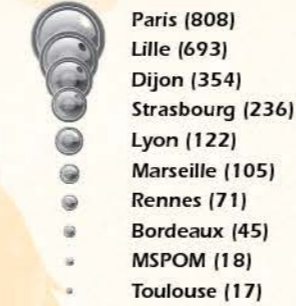 Paris (808)
Lille (693)
Dijon (354)
Strasbourg (236)
Lyon (122)
Marseille (105)
Rennes (71)
Bordeaux (45)
MSPOM (18)
Toulouse (17)